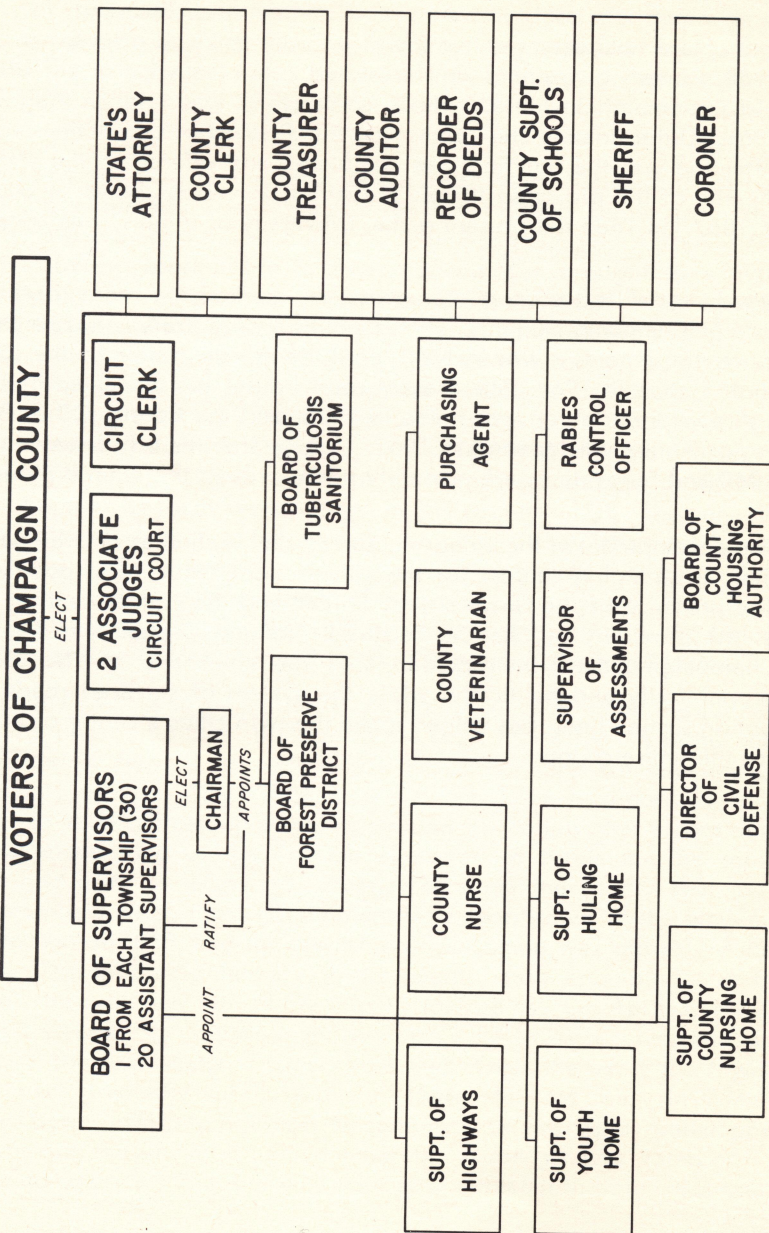 VOTERS OF CHAMPAIGN COUNTY
ELECT
BOARD OF SUPERVISORS
1 FROM EACH TOWNSHIP (30)
20 ASSISTANT SUPERVISORS
2 ASSOCIATE
JUDGES
CIRCUIT COURT
CIRCUIT
CLERK
STATE'S
ATTORNEY
COUNTY
CLERK
COUNTY
TREASURER
COUNTY
AUDITOR
RECORDER
OF DEEDS
COUNTY SUPT.
OF SCHOOLS
SHERIFF
CORONER
APPOINT
RATIFY
ELECT
CHAIRMAN
APPOINTS
BOARD OF
FOREST PRESERVE
DISTRICT
BOARD OF
TUBERCULOSIS
SANITORIUM
SUPT. OF
HIGHWAYS
COUNTY
NURSE
COUNTY
VETERINARIAN
PURCHASING
AGENT
SUPT. OF
YOUTH
HOME
SUPT. OF
HULING
HOME
SUPERVISOR
OF
ASSESSMENTS
RABIES
CONTROL
OFFICER
SUPT. OF
COUNTY
NURSING
HOME
DIRECTOR
OF
CIVIL
DEFENSE
BOARD OF
COUNTY
HOUSING
AUTHORITY